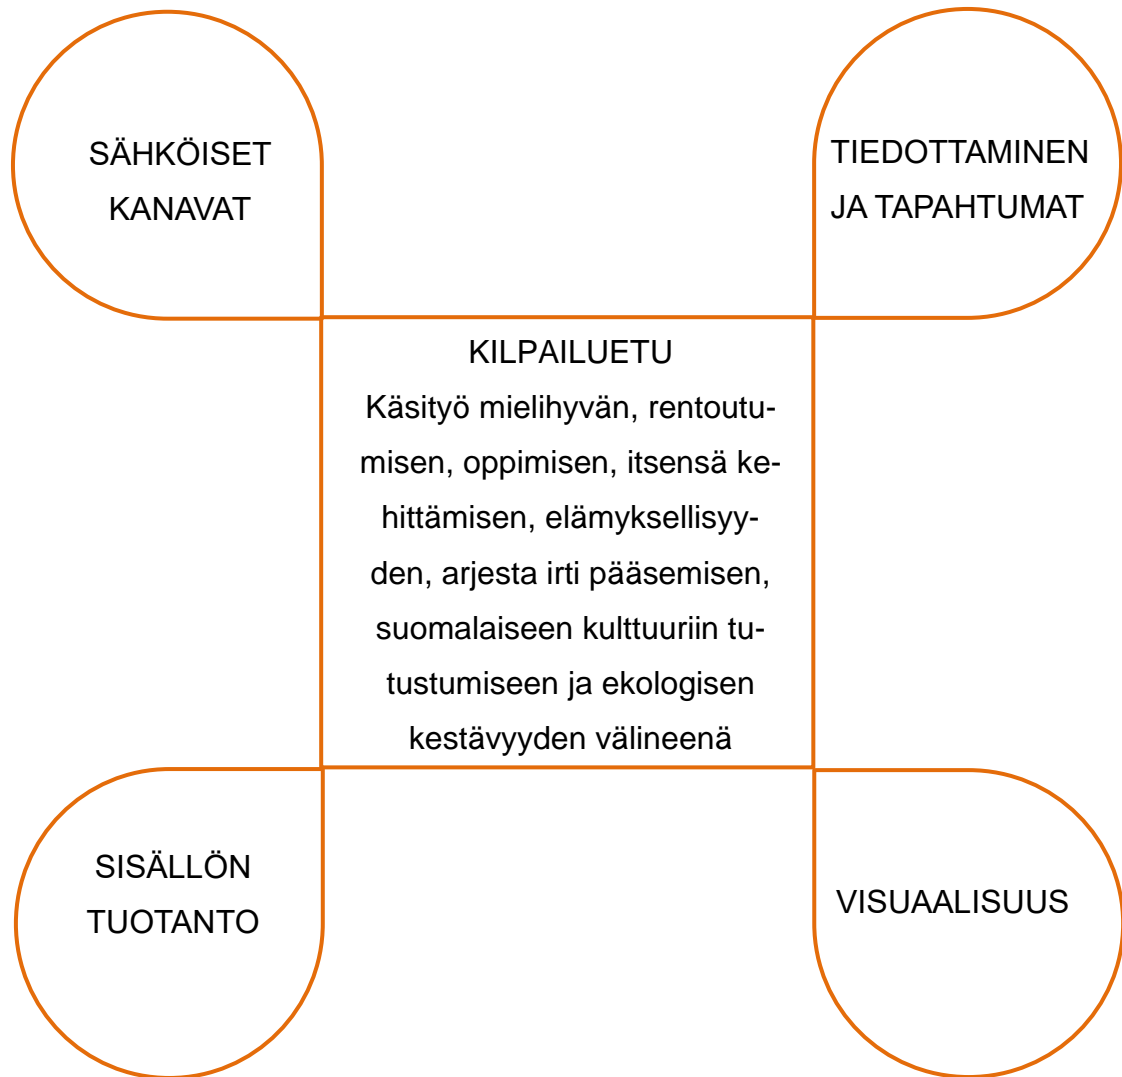 SÄHKÖISET
KANAVAT
TIEDOTTAMINEN
JA TAPAHTUMAT
KILPAILUETU
Käsityö mielihyvän, rentoutu-
misen, oppimisen, itsensä ke-
hittämisen, elämyksellisyy-
den, arjesta irti pääsemisen,
suomalaiseen kulttuuriin tu-
tustumiseen ja ekologisen
kestävyyden välineenä
SISÄLLÖN
TUOTANTO
VISUAALISUUS